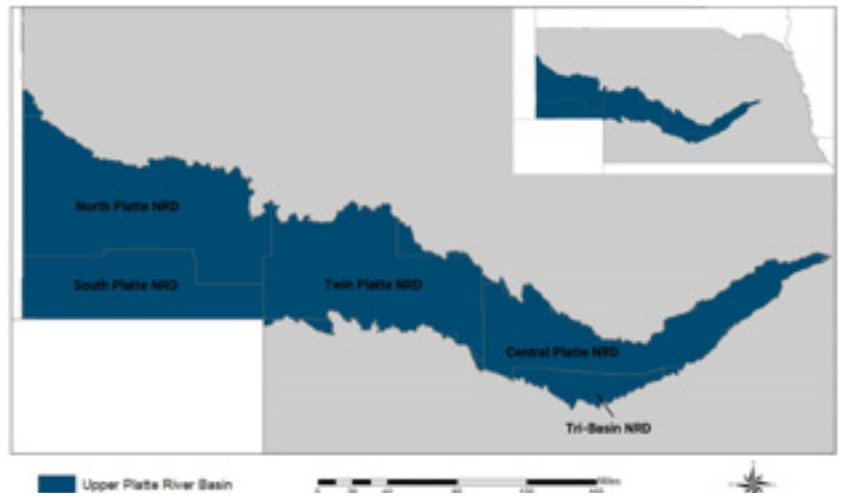 North Platte NRD
South Platte NRD
Twin Platte NRD
Central Platte NRD
Tri-Basin NRD
Upper Platte River Basin
Miles